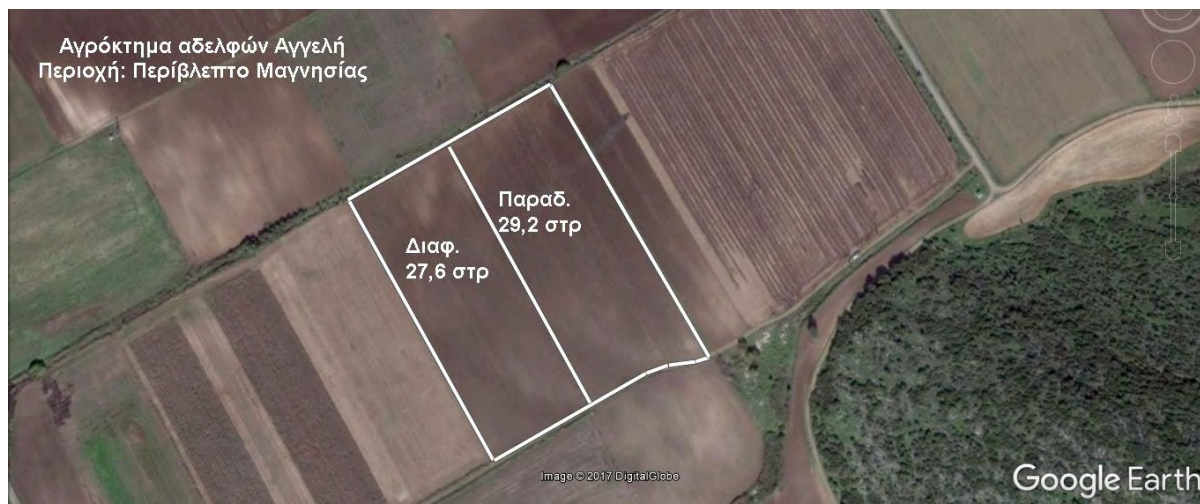 Αγρόκτημα αδελφών Αγγελή
Περιοχή: Περίβλεπτο Μαγνησίας
Παραδ.
29,2 στρ
Διαφ.
27,6 στρ
Image © 2017 DigitalGlobe
Google Earth